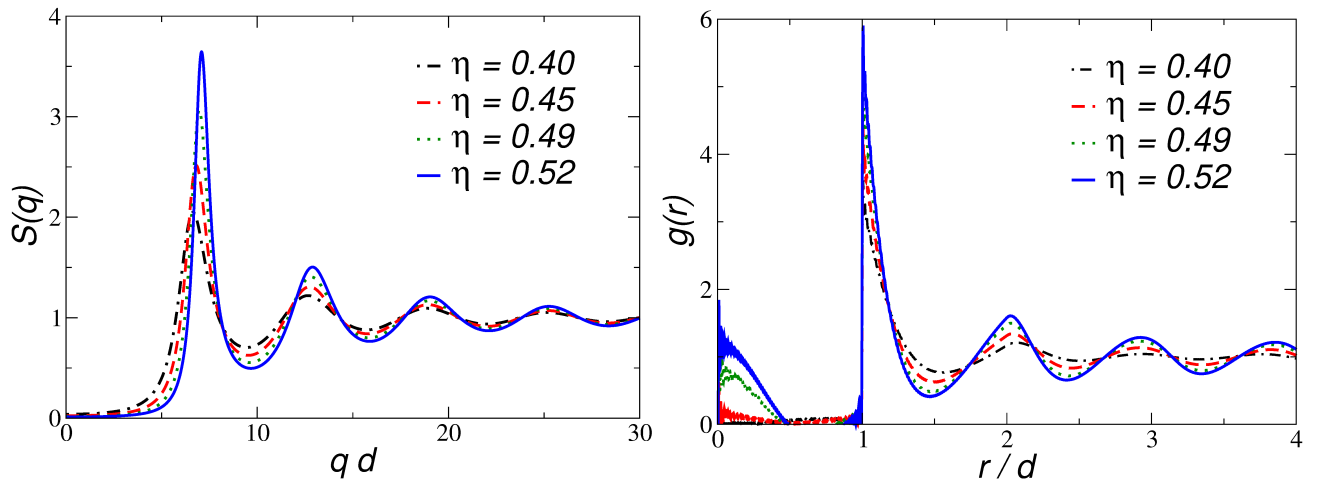 4
3
2
1
0
S(q)
η = 0.40
η = 0.45
η = 0.49
η = 0.52
0
10
20
30
q d
6
4
2
0
g(r)
η = 0.40
η = 0.45
η = 0.49
η = 0.52
0
1
2
3
4
r / d